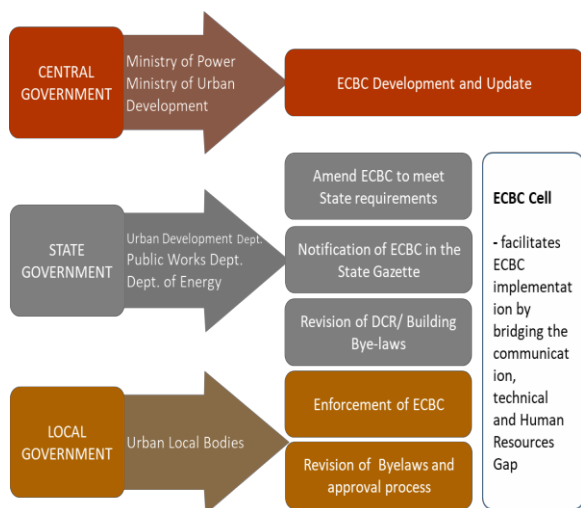 CENTRAL
GOVERNMENT
Ministry of Power
Ministry of Urban
Development
ECBC Development and Update
STATE
GOVERNMENT
Urban Development Dept.
Public Works Dept.
Dept. of Energy
Amend ECBC to meet
State requirements
Notification of ECBC in the
State Gazette
Revision of DCR/ Building
Bye-laws
LOCAL
GOVERNMENT
Urban Local Bodies
Enforcement of ECBC
Revision of Byelaws and
approval process
ECBC Cell
- facilitates
ECBC
implementat
ion by
bridging the
communicat
ion,
technical
and Human
Resources
Gap